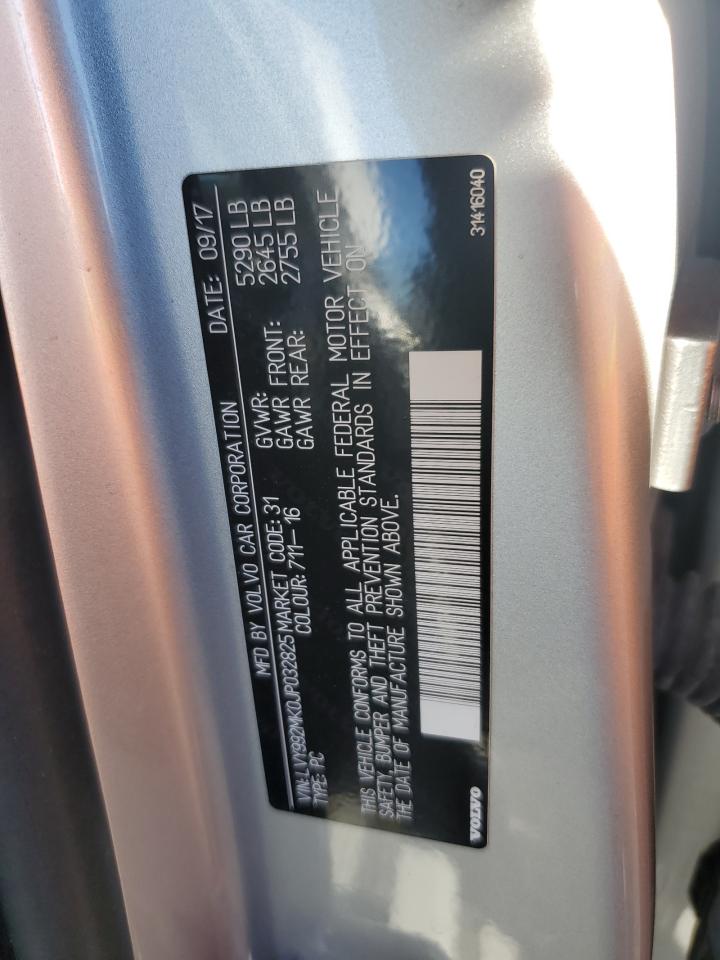 MFD BY VOLVO CAR CORPORATION DATE: 09/17
VIN: LVY992MK0JP032825 MARKET CODE: 31 GVWR: 5290 LB
TYPE: PC COLOUR: 711-16 GAWR FRONT: 2645 LB
GAWR REAR: 2755 LB
THIS VEHICLE CONFORMS TO ALL APPLICABLE FEDERAL MOTOR VEHICLE
SAFETY, BUMPER AND THEFT PREVENTION STANDARDS IN EFFECT ON
THE DATE OF MANUFACTURE SHOWN ABOVE.
VOLVO 31416040